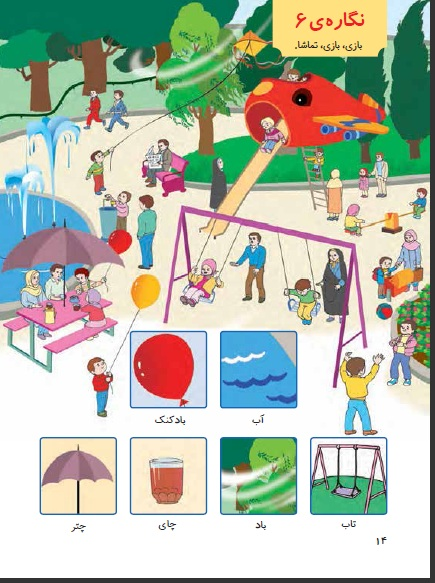 نگاره‌ی ۶
بازی، بازی، تماشا.
آب
بادکنک
تاب
باد
چای
چتر
۱۴